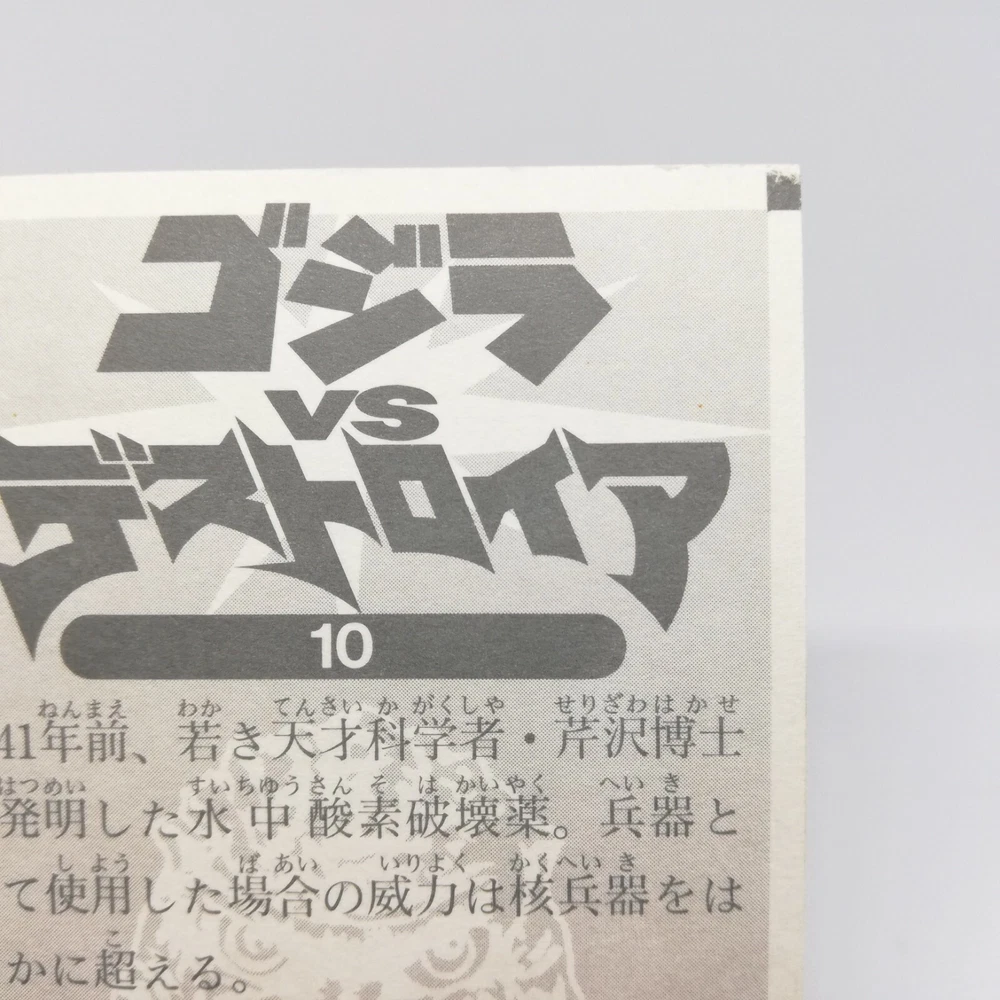 ゴジラ
VS
デストロイア
10
41年前、若き天才科学者・芹沢博士
発明した水中酸素破壊薬。兵器と
て使用した場合の威力は核兵器をは
かに超える。